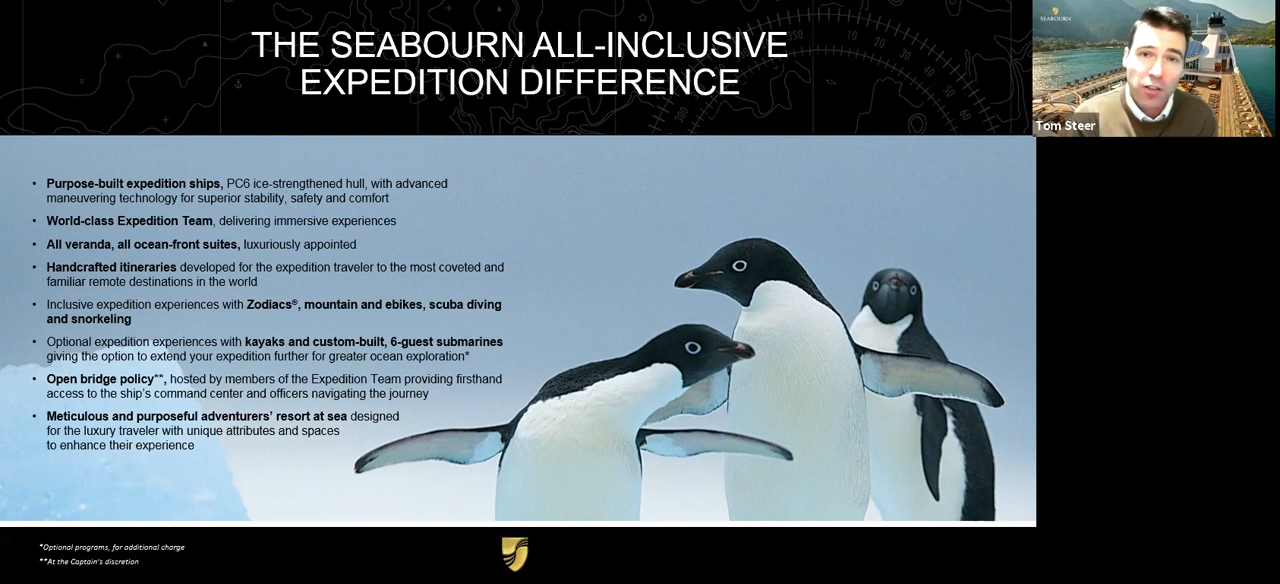 THE SEABOURN ALL-INCLUSIVE
EXPEDITION DIFFERENCE
SEABOURN
Tom Steer
• Purpose-built expedition ships, PC6 ice-strengthened hull, with advanced
maneuvering technology for superior stability, safety and comfort
• World-class Expedition Team, delivering immersive experiences
• All veranda, all ocean-front suites, luxuriously appointed
• Handcrafted itineraries developed for the expedition traveler to the most coveted and
familiar remote destinations in the world
• Inclusive expedition experiences with Zodiacs®, mountain and ebikes, scuba diving
and snorkeling
• Optional expedition experiences with kayaks and custom-built, 6-guest submarines
giving the option to extend your expedition further for greater ocean exploration*
• Open bridge policy**, hosted by members of the Expedition Team providing firsthand
access to the ship's command center and officers navigating the journey
• Meticulous and purposeful adventurers' resort at sea designed
for the luxury traveler with unique attributes and spaces
to enhance their experience
*Optional programs, for additional charge
**At the Captain's discretion